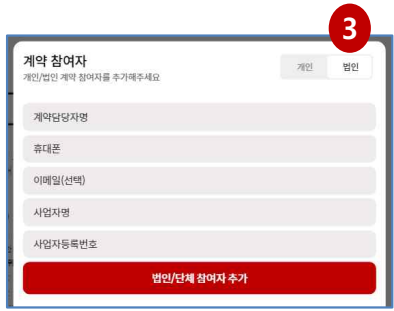 3
계약 참여자
개인/법인 계약 참여자를 추가해주세요
개인 법인
계약담당자명
휴대폰
이메일(선택)
사업자명
사업자등록번호
법인/단체 참여자 추가